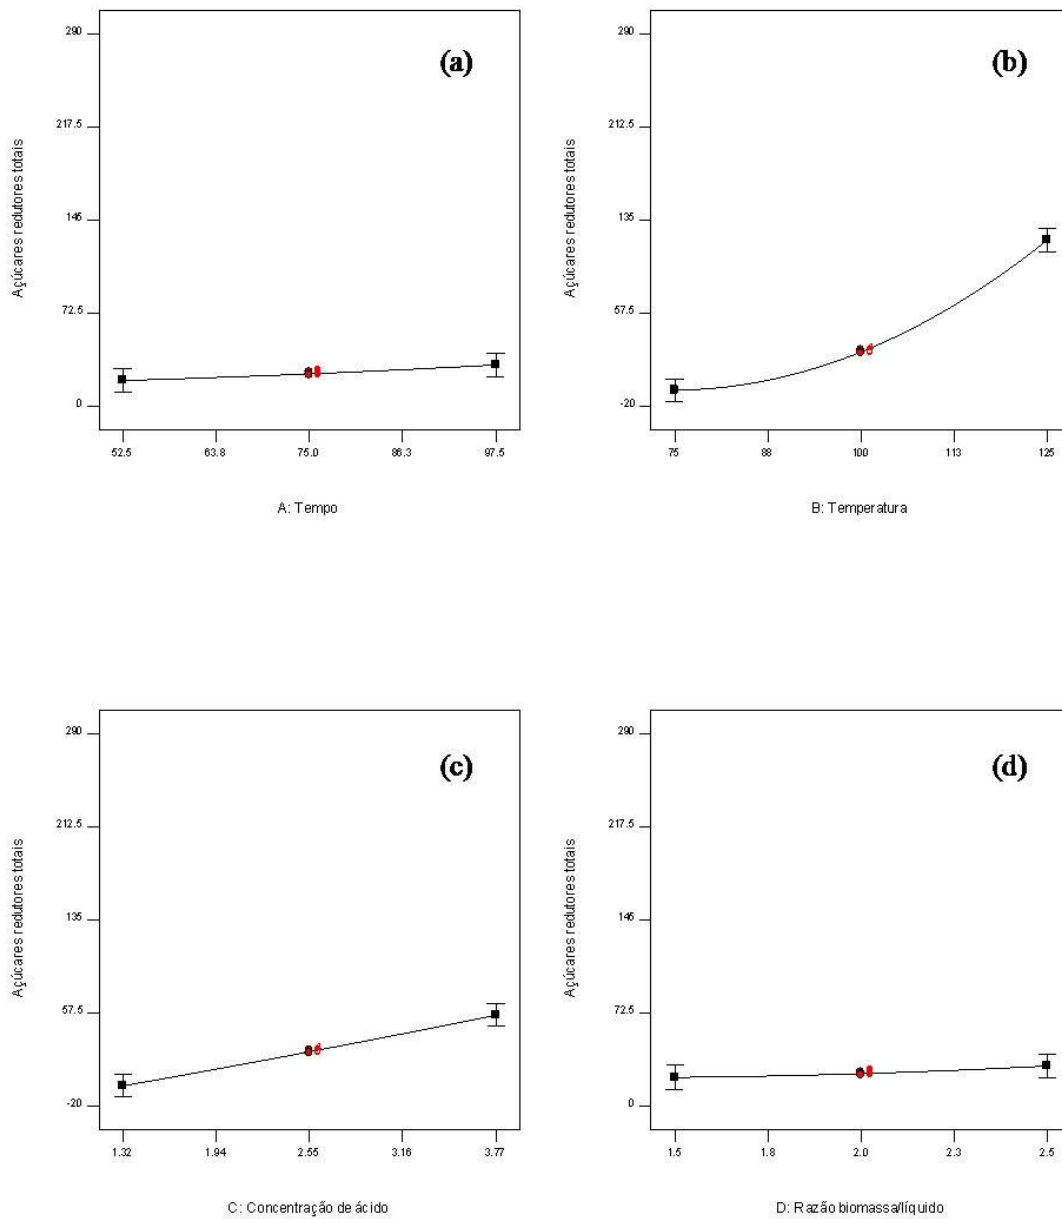 (a)
Açúcares redutores totais
290
217.5
145
72.5
0
52.5 63.8 75.0 86.3 97.5
A: Tempo
(b)
Açúcares redutores totais
290
212.5
135
57.5
-20
75 88 100 113 125
B: Temperatura
(c)
Açúcares redutores totais
290
212.5
135
57.5
-20
1.32 1.94 2.55 3.16 3.77
C: Concentração de ácido
(d)
Açúcares redutores totais
290
217.5
145
72.5
0
1.5 1.8 2.0 2.3 2.5
D: Razão biomassa/líquido